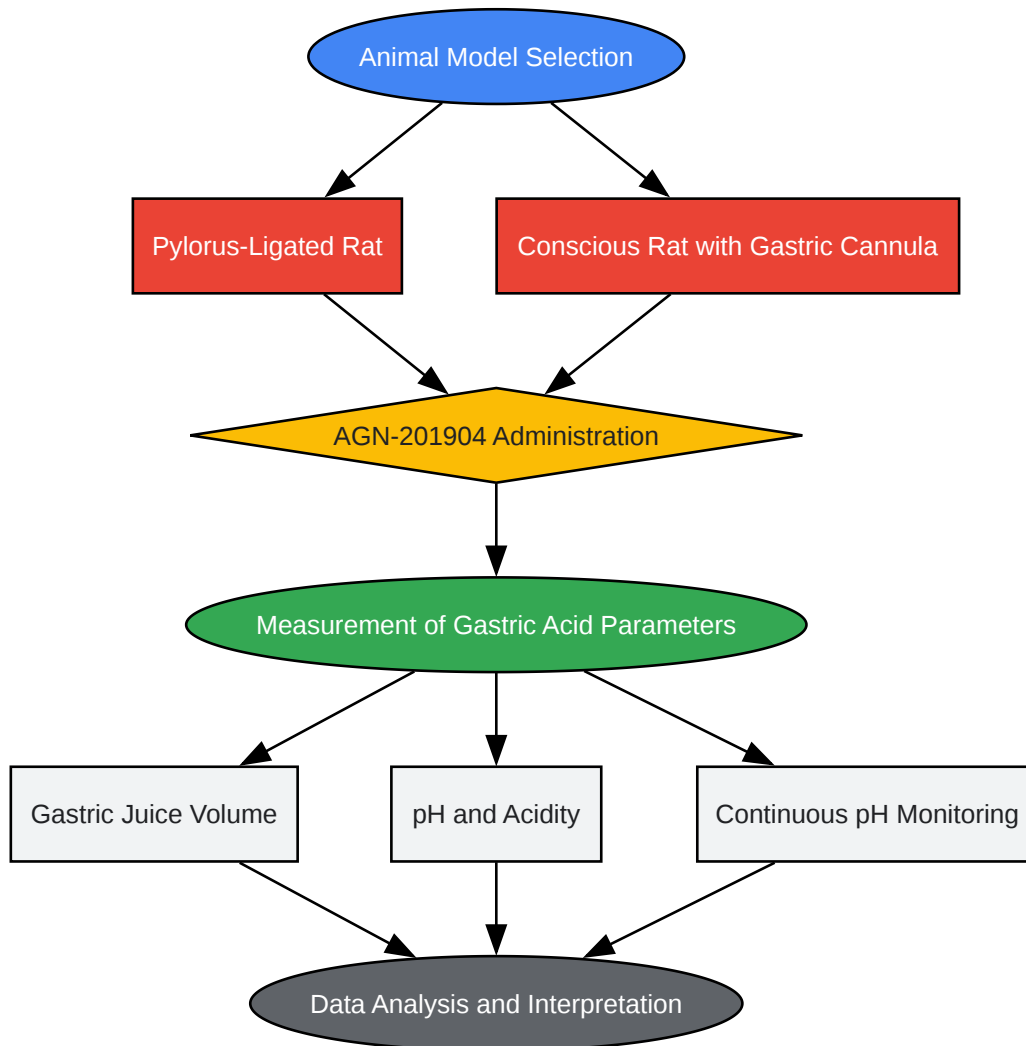 Animal Model Selection
Pylorus-Ligated Rat
Conscious Rat with Gastric Cannula
AGN-201904 Administration
Measurement of Gastric Acid Parameters
Gastric Juice Volume
pH and Acidity
Continuous pH Monitoring
Data Analysis and Interpretation